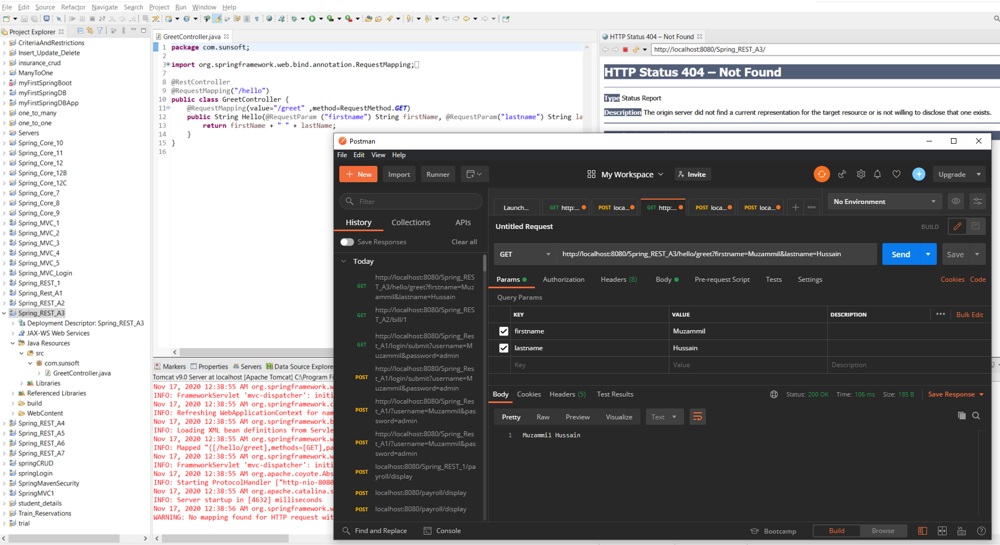 File Edit Source Refactor Navigate Search Project Run Window Help
Project Explorer
CriteriaAndRestrictions
Insert_Update_Delete
insurance_crud
ManyToOne
myFirstSpringBoot
myFirstSpringDB
myFirstSpringDBApp
one_to_many
one_to_one
Servers
Spring_Core_10
Spring_Core_11
Spring_Core_12
Spring_Core_12B
Spring_Core_12C
Spring_Core_7
Spring_Core_8
Spring_Core_9
Spring_MVC_1
Spring_MVC_2
Spring_MVC_3
Spring_MVC_4
Spring_MVC_5
Spring_MVC_Login
Spring_REST_1
Spring_Rest_A1
Spring_REST_A2
Spring_REST_A3
Deployment Descriptor: Spring_REST_A3
JAX-WS Web Services
Java Resources
src
com.sunsoft
GreetController.java
Libraries
Referenced Libraries
build
WebContent
Spring_REST_A4
Spring_REST_A5
Spring_REST_A6
Spring_REST_A7
springCRUD
springLogin
SpringMavenSecurity
SpringMVC1
student_details
Train_Reservations
trial
GreetController.java
1 package com.sunsoft;
2
3 import org.springframework.web.bind.annotation.RequestMapping;
7
8 @RestController
9 @RequestMapping("/hello")
10 public class GreetController {
11 @RequestMapping(value="/greet" ,method=RequestMethod.GET)
12 public String Hello(@RequestParam ("firstname") String firstName, @RequestParam("lastname") String la
13 return firstName + " " + lastName;
14 }
15 }
16
HTTP Status 404 – Not Found
http://localhost:8080/Spring_REST_A3/
HTTP Status 404 – Not Found
Type Status Report
Description The origin server did not find a current representation for the target resource or is not willing to disclose that one exists.
Markers Properties Servers Data Source Explore
Tomcat v9.0 Server at localhost [Apache Tomcat] C:\Program Fi
Nov 17, 2020 12:38:55 AM org.springframework.w
INFO: FrameworkServlet 'mvc-dispatcher': initi
Nov 17, 2020 12:38:55 AM org.springframework.c
INFO: Refreshing WebApplicationContext for nam
Nov 17, 2020 12:38:55 AM org.springframework.b
INFO: Loading XML bean definitions from Servle
Nov 17, 2020 12:38:55 AM org.springframework.w
INFO: Mapped "{[/hello/greet],methods=[GET],pa
Nov 17, 2020 12:38:55 AM org.springframework.w
INFO: FrameworkServlet 'mvc-dispatcher': initi
Nov 17, 2020 12:38:55 AM org.apache.coyote.Abs
INFO: Starting ProtocolHandler ["http-nio-8080
Nov 17, 2020 12:38:55 AM org.apache.catalina.s
INFO: Server startup in [4632] milliseconds
Nov 17, 2020 12:38:56 AM org.springframework.w
WARNING: No mapping found for HTTP request wit
Postman
File Edit View Help
New Import Runner My Workspace Invite Upgrade
Filter
History Collections APIs
Save Responses Clear all
Today
GET http://localhost:8080/Spring_RES
T_A3/hello/greet?firstname=Muz
ammil&lastname=Hussain
GET http://localhost:8080/Spring_RES
T_A2/bill/1
GET http://localhost:8080/Spring_Res
t_A1/login/submit?username=M
uzammil&password=admin
POST http://localhost:8080/Spring_Res
t_A1/login/submit?username=M
uzammil&password=admin
POST http://localhost:8080/Spring_Res
t_A1/?username=Muzammil&pas
sword=admin
POST http://localhost:8080/Spring_Res
t_A1/?username=Muzammil&pas
sword=admin
POST localhost:8080/Spring_REST_1/pa
yroll/display
POST localhost:8080/payroll/display
POST localhost:8080/payroll/display
Launch... GET http:... POST loca... GET http:... POST loca... POST loca...
No Environment
Untitled Request BUILD
GET http://localhost:8080/Spring_REST_A3/hello/greet?firstname=Muzammil&lastname=Hussain Send Save
Params Authorization Headers (8) Body Pre-request Script Tests Settings Cookies Code
Query Params
KEY VALUE DESCRIPTION Bulk Edit
firstname Muzammil
lastname Hussain
Key Value Description
Body Cookies Headers (5) Test Results Status: 200 OK Time: 106 ms Size: 185 B Save Response
Pretty Raw Preview Visualize Text
1 Muzammil Hussain
Find and Replace Console Bootcamp Build Browse